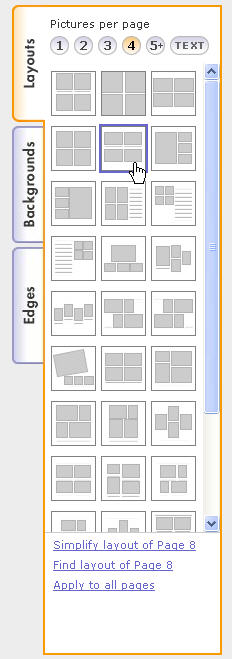 Layouts
Backgrounds
Edges
Pictures per page
1 2 3 4 5+ TEXT
Simplify layout of Page 8
Find layout of Page 8
Apply to all pages